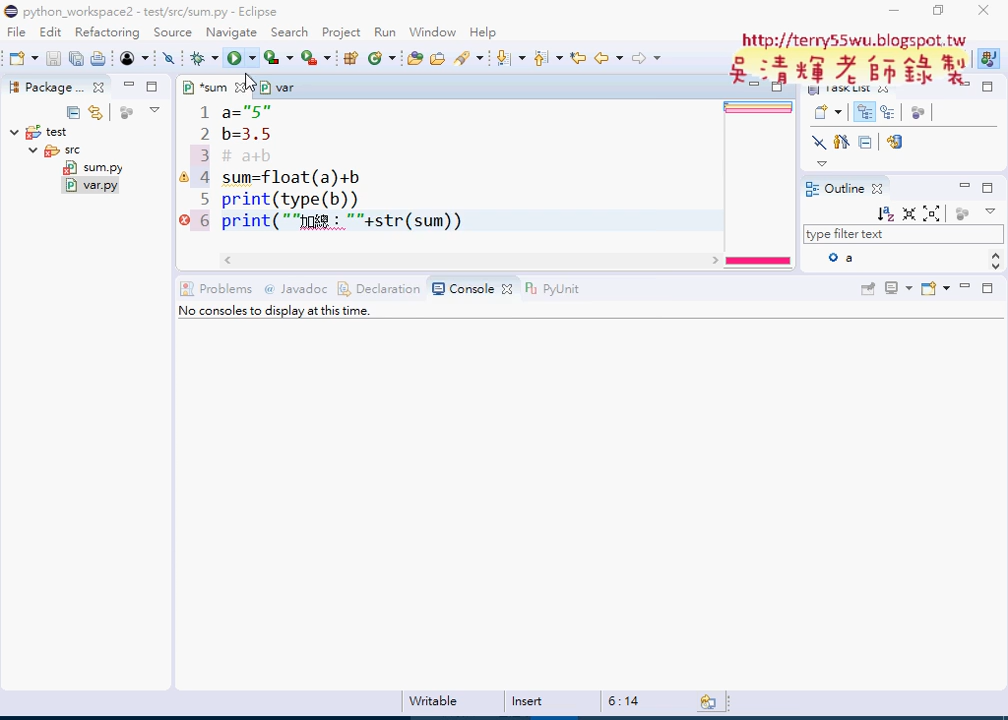 python_workspace2 - test/src/sum.py - Eclipse
File Edit Refactoring Source Navigate Search Project Run Window Help
http://terry55wu.blogspot.tw
吳清輝老師錄製
Package ...
*sum
var
Task List
test
src
sum.py
var.py
1 a="5"
2 b=3.5
3 # a+b
4 sum=float(a)+b
5 print(type(b))
6 print(""加總：""+str(sum))
Outline
type filter text
a
Problems
Javadoc
Declaration
Console
PyUnit
No consoles to display at this time.
Writable
Insert
6 : 14